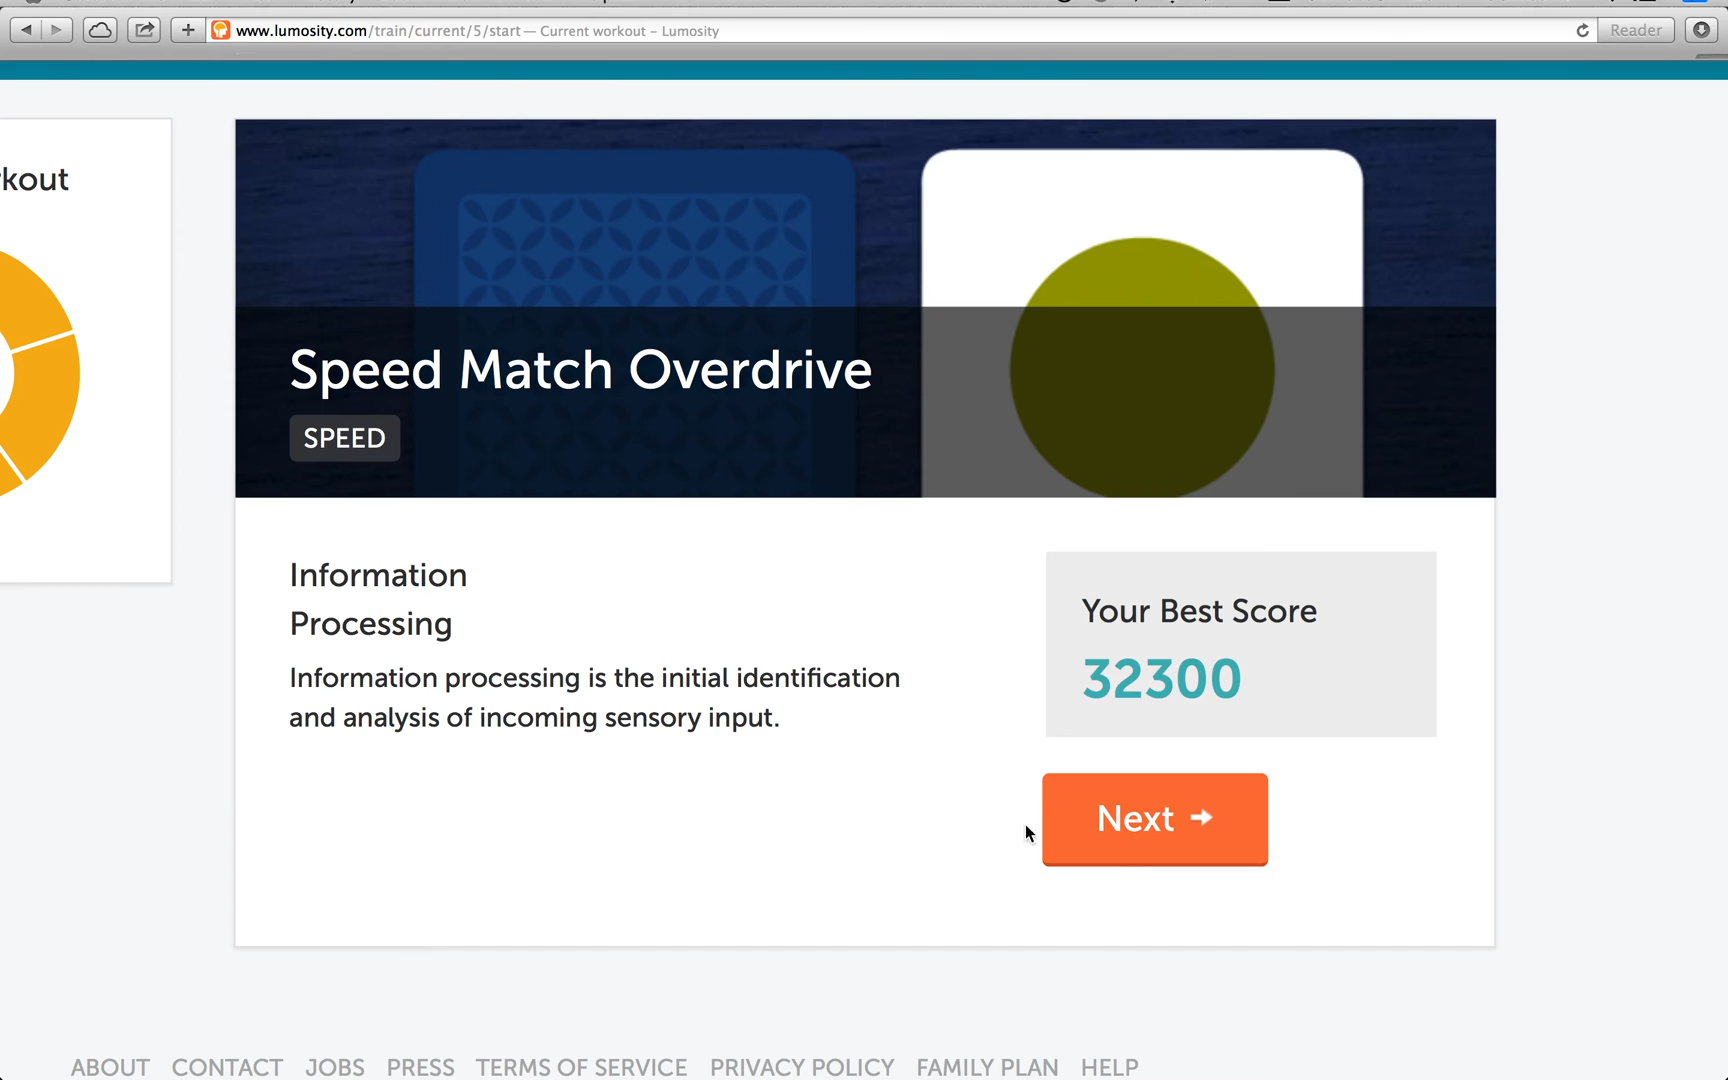 www.lumosity.com/train/current/5/start — Current workout – Lumosity
Reader
kout
Speed Match Overdrive
SPEED
Information
Processing
Information processing is the initial identification
and analysis of incoming sensory input.
Your Best Score
32300
Next
ABOUT CONTACT JOBS PRESS TERMS OF SERVICE PRIVACY POLICY FAMILY PLAN HELP